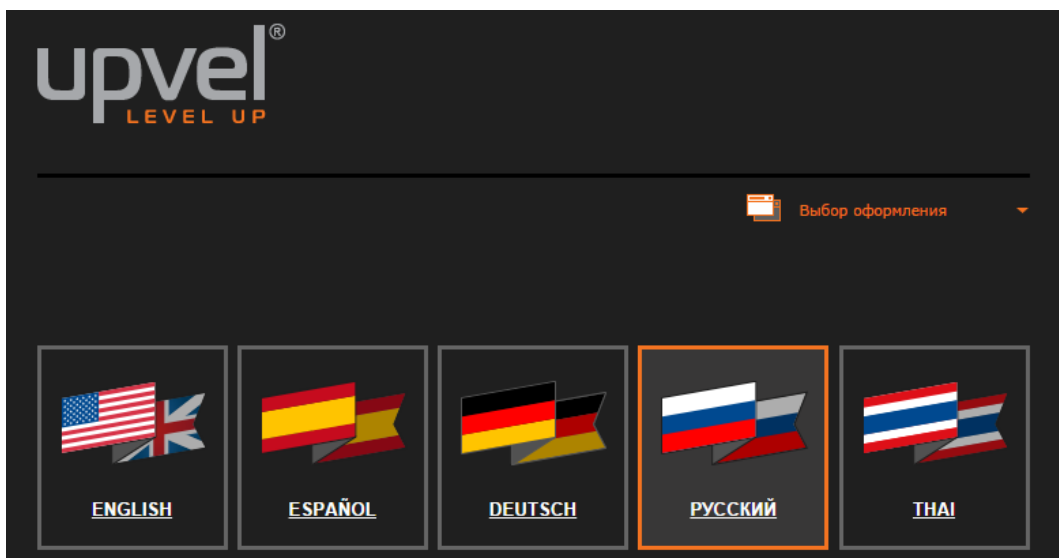 upvel®
LEVEL UP
Выбор оформления
ENGLISH
ESPAÑOL
DEUTSCH
РУССКИЙ
THAI